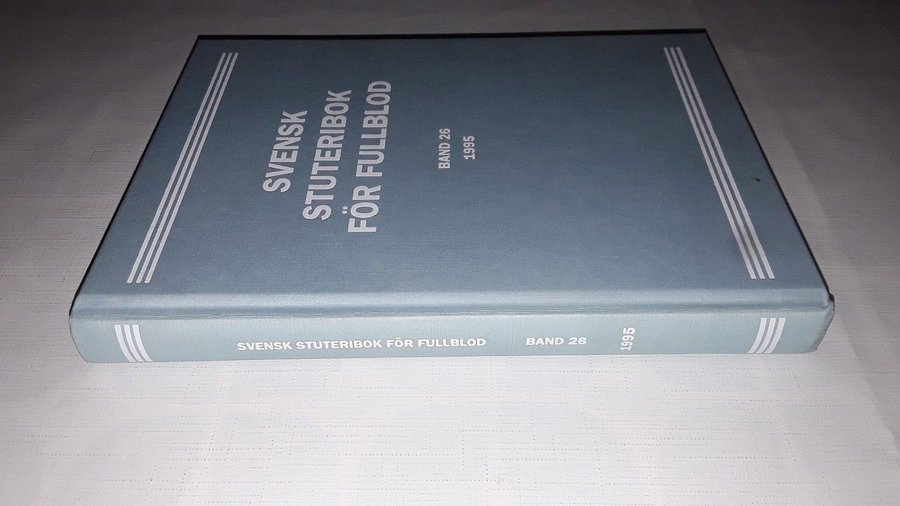 SVENSK
STUTERIBOK
FÖR FULLBLOD
BAND 26
1995
SVENSK STUTERIBOK FÖR FULLBLOD BAND 26 1995